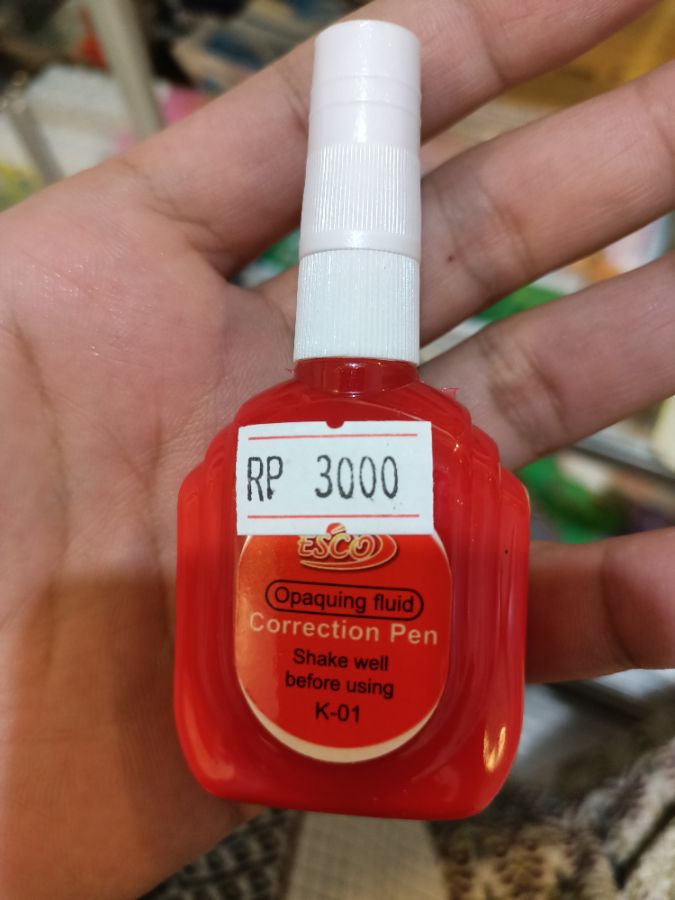 RP 3000
ESCO
Opaquing fluid
Correction Pen
Shake well
before using
K-01